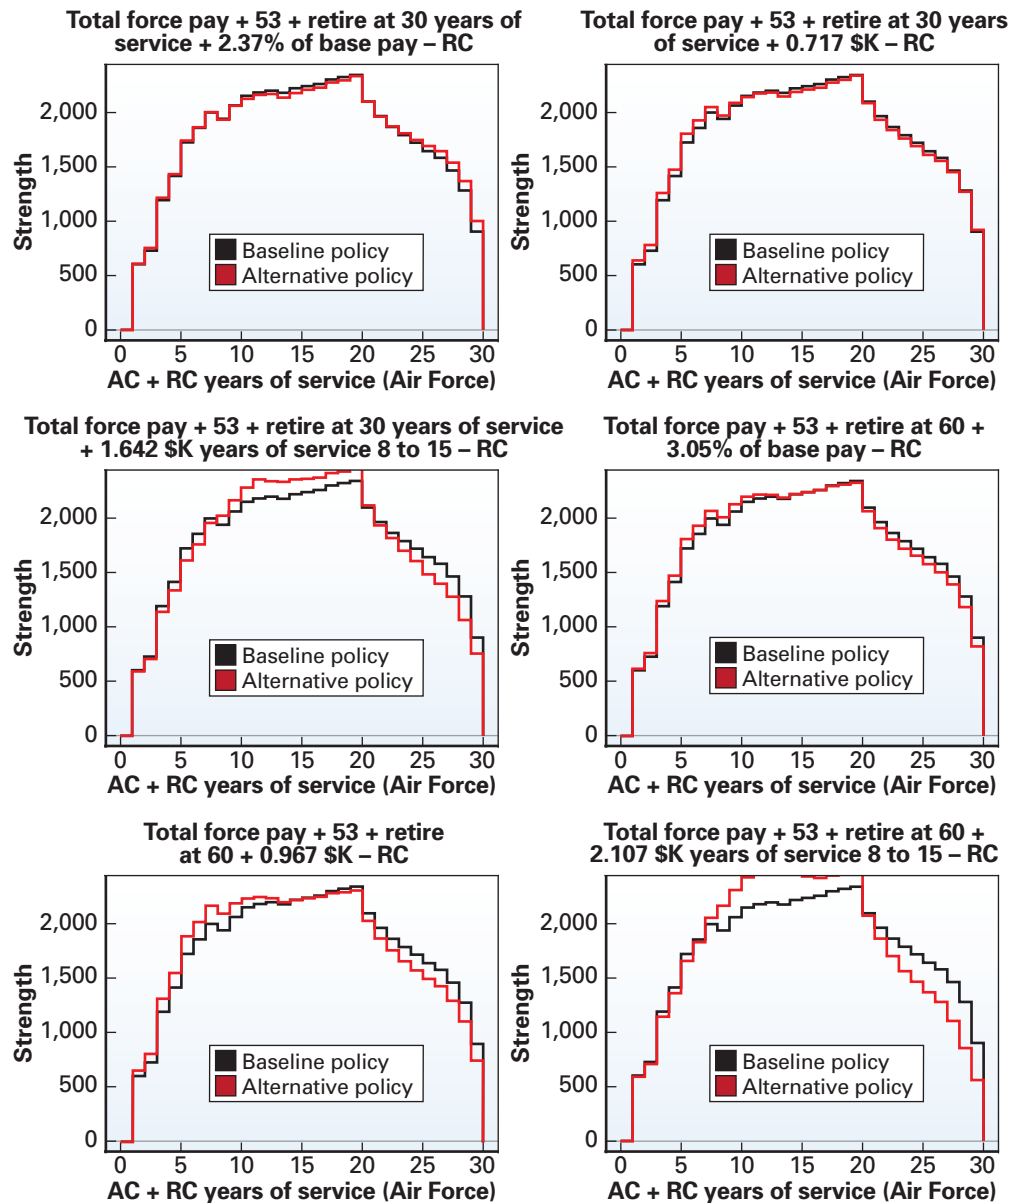 Total force pay + 53 + retire at 30 years of
service + 2.37% of base pay – RC
Strength
2,000
1,500
1,000
500
0
Baseline policy
Alternative policy
0 5 10 15 20 25 30
AC + RC years of service (Air Force)
Total force pay + 53 + retire at 30 years
of service + 0.717 $K – RC
Strength
2,000
1,500
1,000
500
0
Baseline policy
Alternative policy
0 5 10 15 20 25 30
AC + RC years of service (Air Force)
Total force pay + 53 + retire at 30 years of service
+ 1.642 $K years of service 8 to 15 – RC
Strength
2,000
1,500
1,000
500
0
Baseline policy
Alternative policy
0 5 10 15 20 25 30
AC + RC years of service (Air Force)
Total force pay + 53 + retire at 60 +
3.05% of base pay – RC
Strength
2,000
1,500
1,000
500
0
Baseline policy
Alternative policy
0 5 10 15 20 25 30
AC + RC years of service (Air Force)
Total force pay + 53 + retire
at 60 + 0.967 $K – RC
Strength
2,000
1,500
1,000
500
0
Baseline policy
Alternative policy
0 5 10 15 20 25 30
AC + RC years of service (Air Force)
Total force pay + 53 + retire at 60 +
2.107 $K years of service 8 to 15 – RC
Strength
2,000
1,500
1,000
500
0
Baseline policy
Alternative policy
0 5 10 15 20 25 30
AC + RC years of service (Air Force)